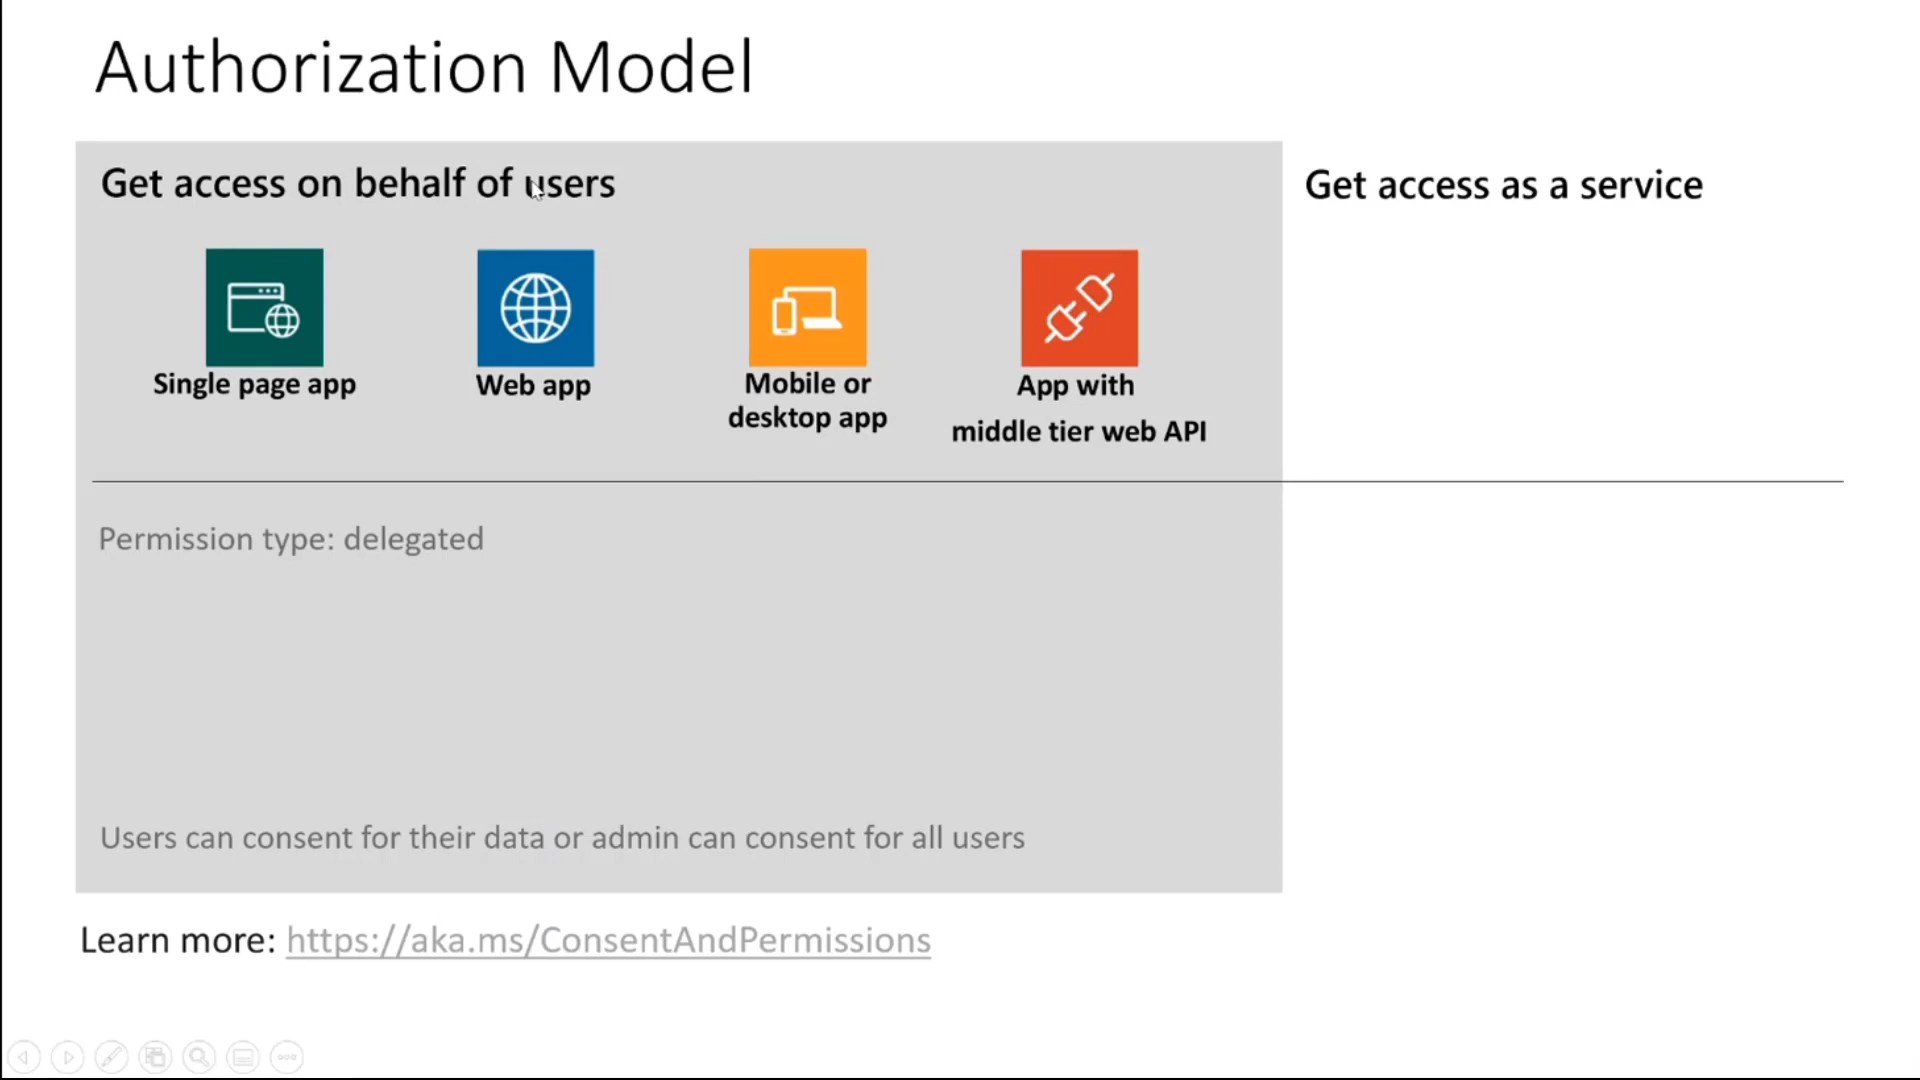 Authorization Model
Get access on behalf of users
Get access as a service
Single page app
Web app
Mobile or
desktop app
App with
middle tier web API
Permission type: delegated
Users can consent for their data or admin can consent for all users
Learn more: https://aka.ms/ConsentAndPermissions